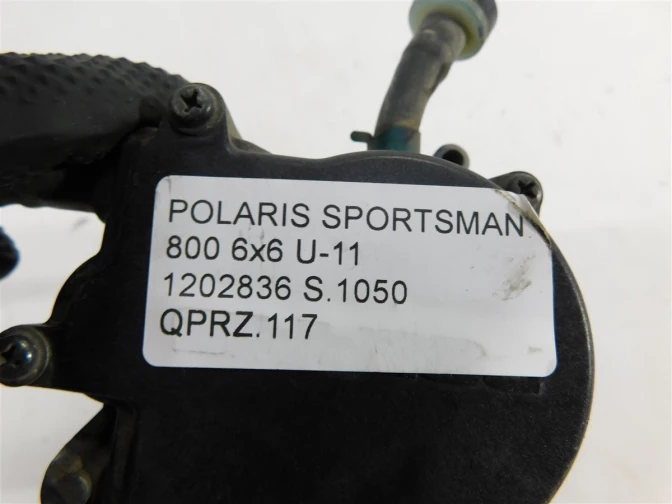 POLARIS SPORTSMAN
800 6x6 U-11
1202836 S.1050
QPRZ.117